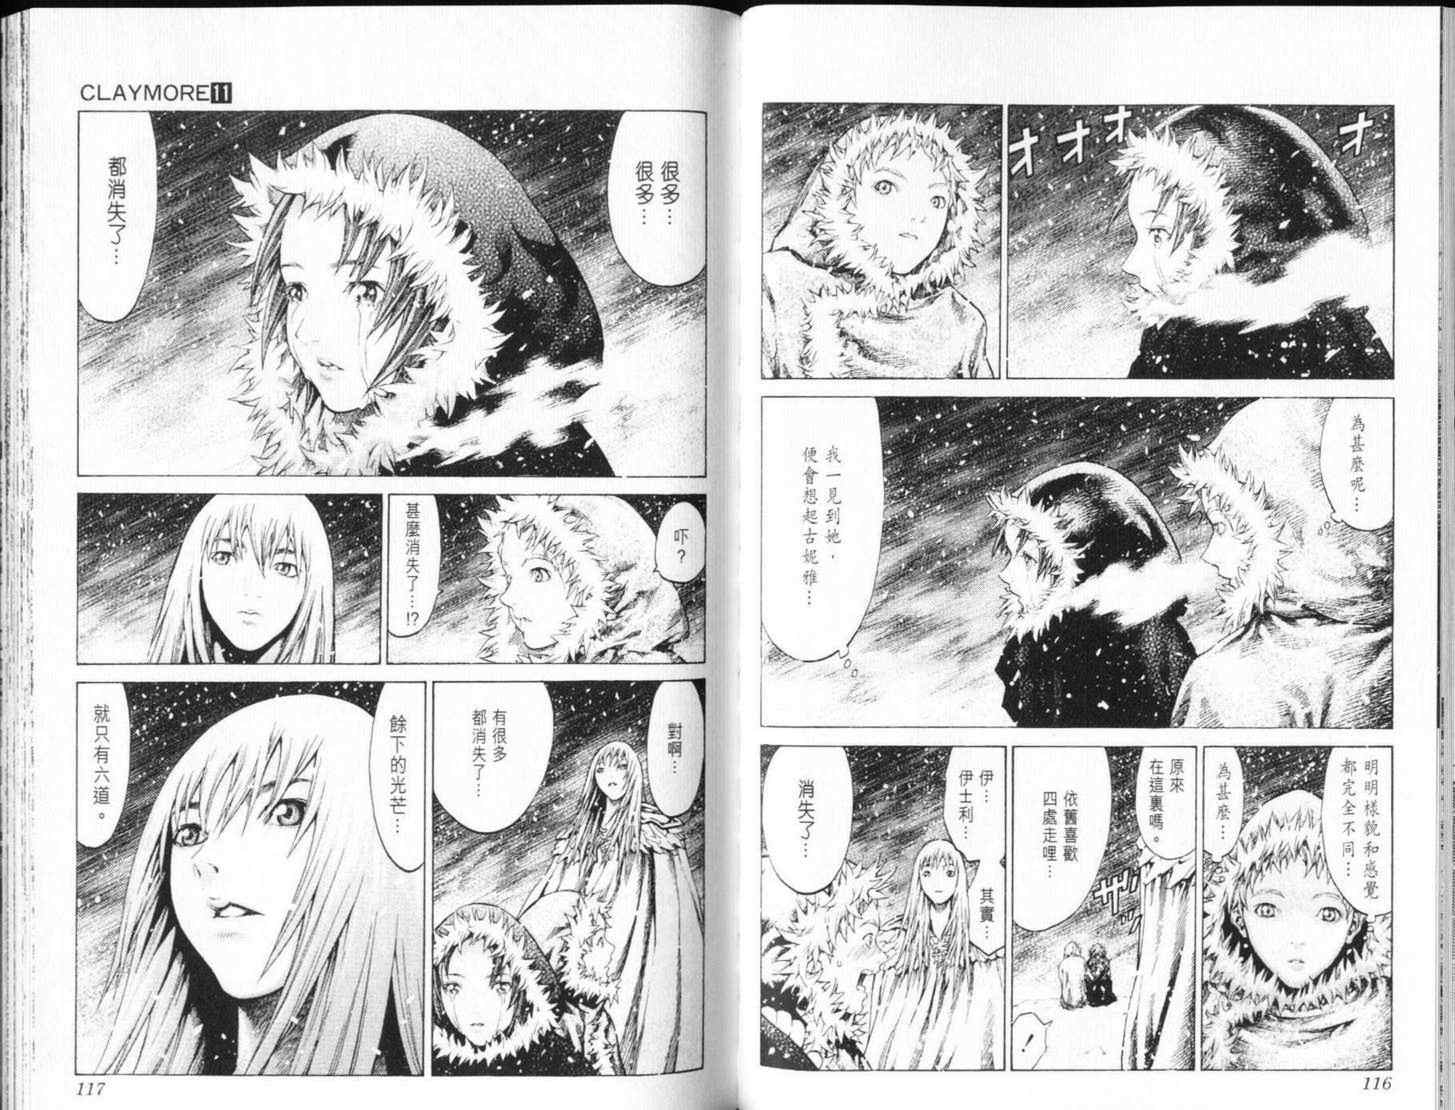 オオオ
オ
為甚麼呢…
我一見到她，
便會想起古妮雅…
明明樣貌和感覺
都完全不同…
為甚麼…
原來
在這裏嗎。
依舊喜歡
四處走哩…
ザザッ
!
伊…
伊士利…
其實…
消失了…
116
CLAYMORE 11
很多…
很多…
都消失了…
吓？
甚麼消失了…!?
對啊…
有很多
都消失了…
餘下的光芒…
就只有六道。
117